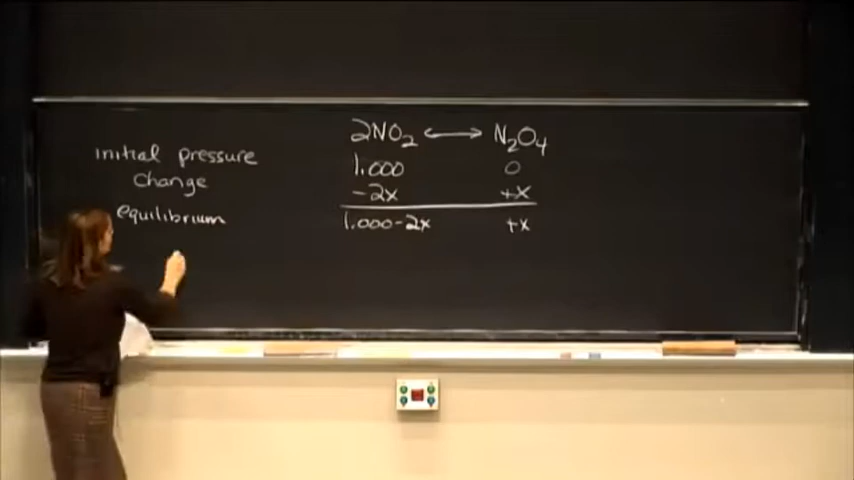 2NO₂ ⟷ N₂O₄
initial pressure 1.000 0
change -2x +x
equilibrium 1.000-2x +x